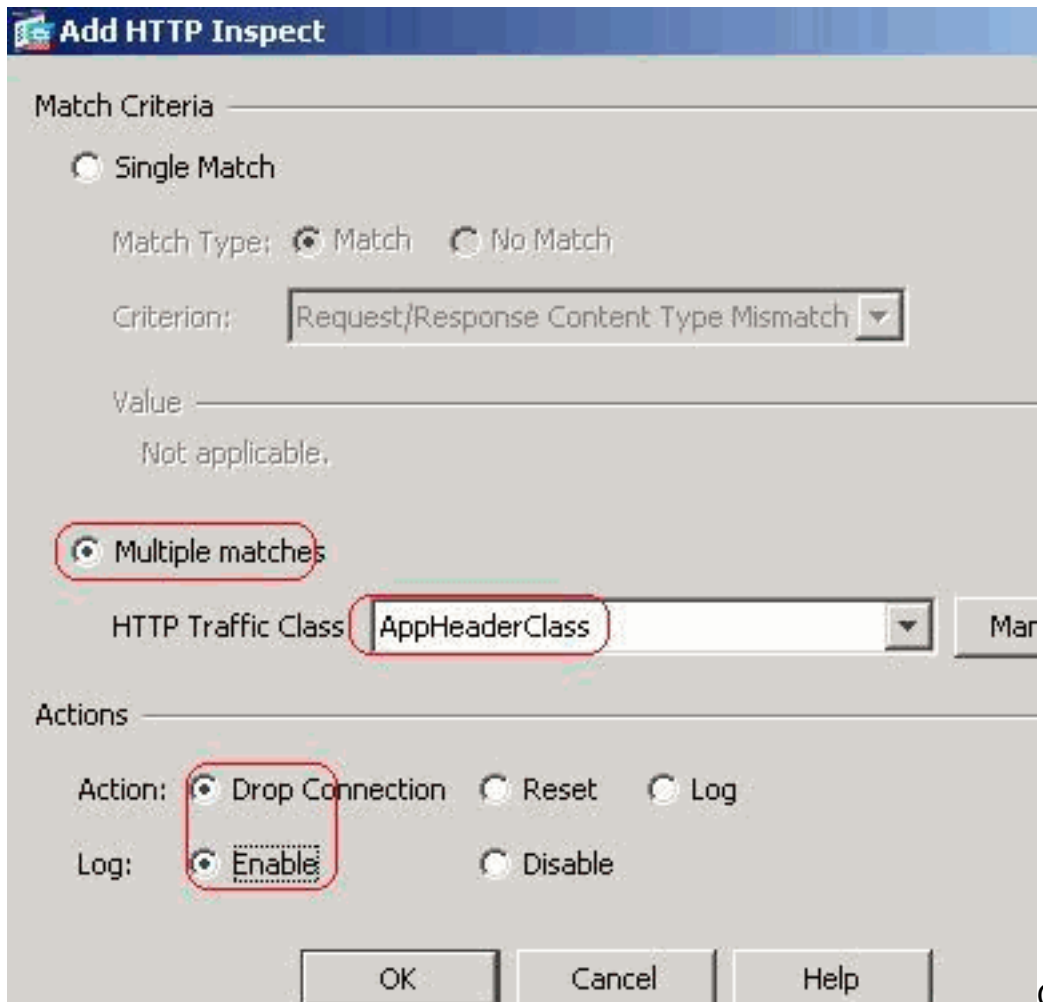 Add HTTP Inspect
Match Criteria
Single Match
Match Type: Match No Match
Criterion: Request/Response Content Type Mismatch
Value
Not applicable.
Multiple matches
HTTP Traffic Class AppHeaderClass Man
Actions
Action: Drop Connection Reset Log
Log: Enable Disable
OK Cancel Help